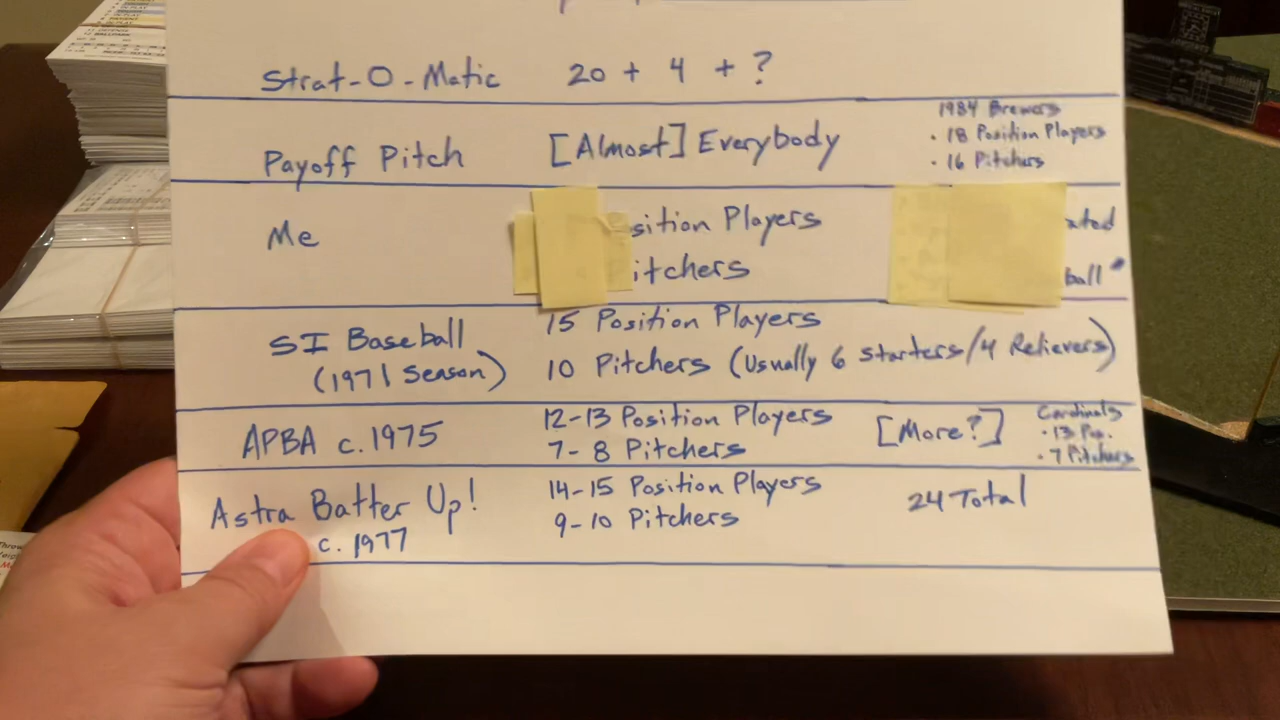 Strat-O-Matic 20 + 4 + ?
Payoff Pitch [Almost] Everybody
1984 Brewers
• 18 Position Players
• 16 Pitchers
Me
sition Players
itchers
ated
ball
SI Baseball
(1971 Season)
15 Position Players
10 Pitchers (Usually 6 Starters/4 Relievers)
APBA c.1975
12-13 Position Players
7-8 Pitchers
[More?]
Cardinals
• 13 Pos.
• 7 Pitchers
Astra Batter Up!
c. 1977
14-15 Position Players
9-10 Pitchers
24 Total